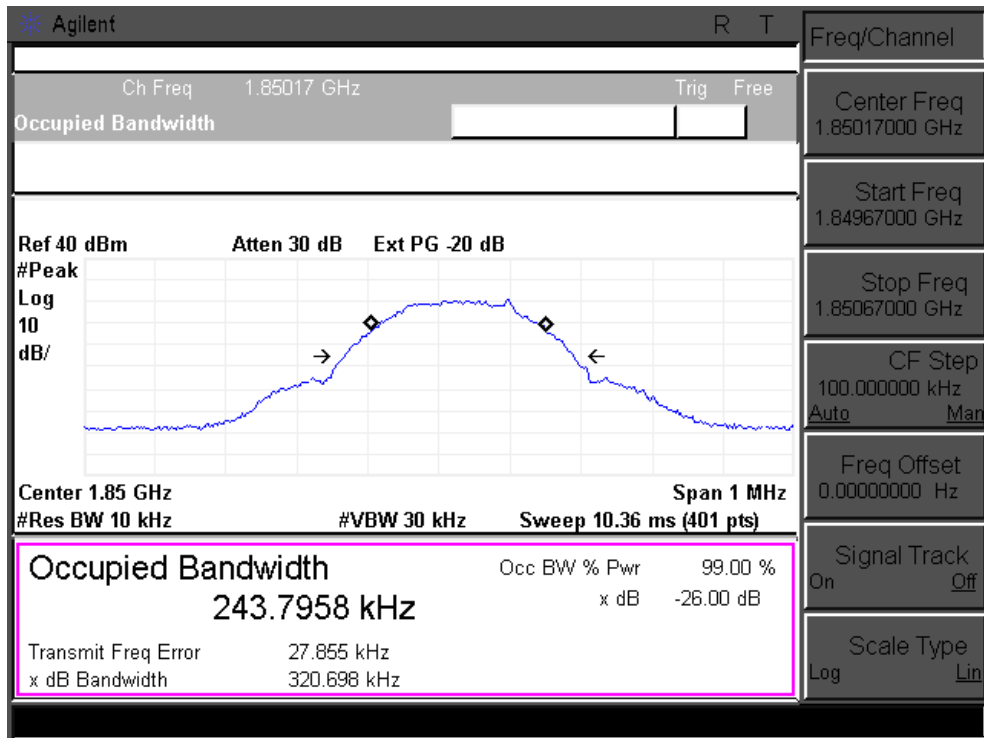 Agilent R T
Ch Freq 1.85017 GHz Trig Free
Occupied Bandwidth
Ref 40 dBm Atten 30 dB Ext PG -20 dB
#Peak
Log
10
dB/
Center 1.85 GHz Span 1 MHz
#Res BW 10 kHz #VBW 30 kHz Sweep 10.36 ms (401 pts)
Occupied Bandwidth Occ BW % Pwr 99.00 %
243.7958 kHz x dB -26.00 dB
Transmit Freq Error 27.855 kHz
x dB Bandwidth 320.698 kHz
Freq/Channel
Center Freq
1.85017000 GHz
Start Freq
1.84967000 GHz
Stop Freq
1.85067000 GHz
CF Step
100.000000 kHz
Auto Man
Freq Offset
0.00000000 Hz
Signal Track
On Off
Scale Type
Log Lin